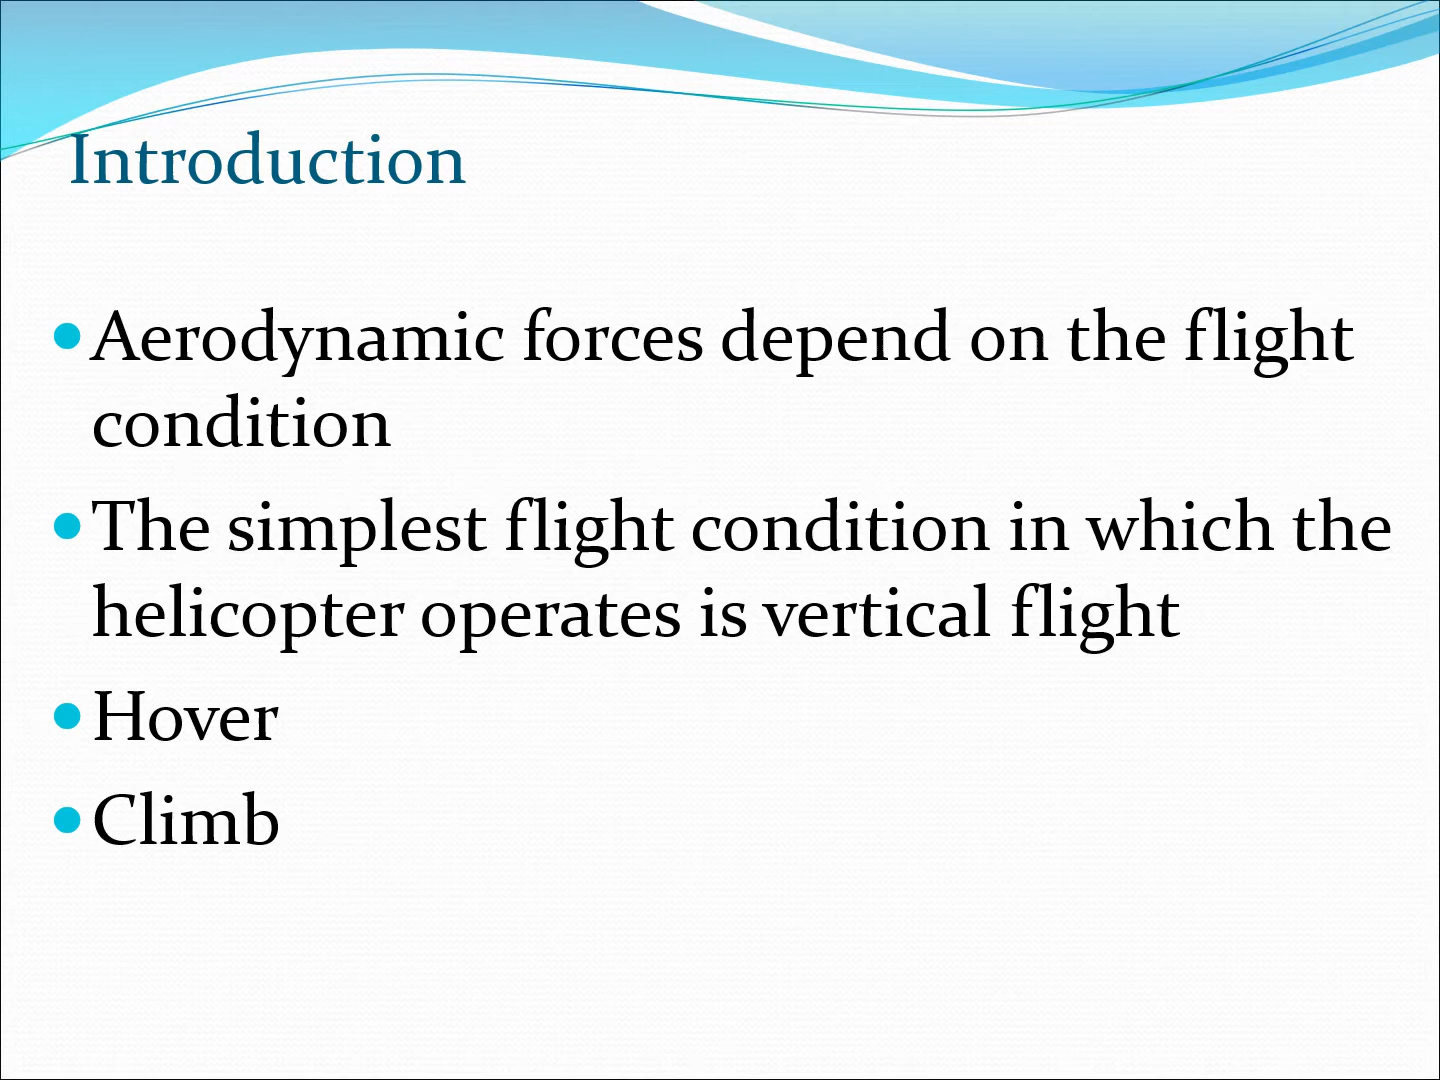 Introduction
Aerodynamic forces depend on the flight
condition
The simplest flight condition in which the
helicopter operates is vertical flight
Hover
Climb